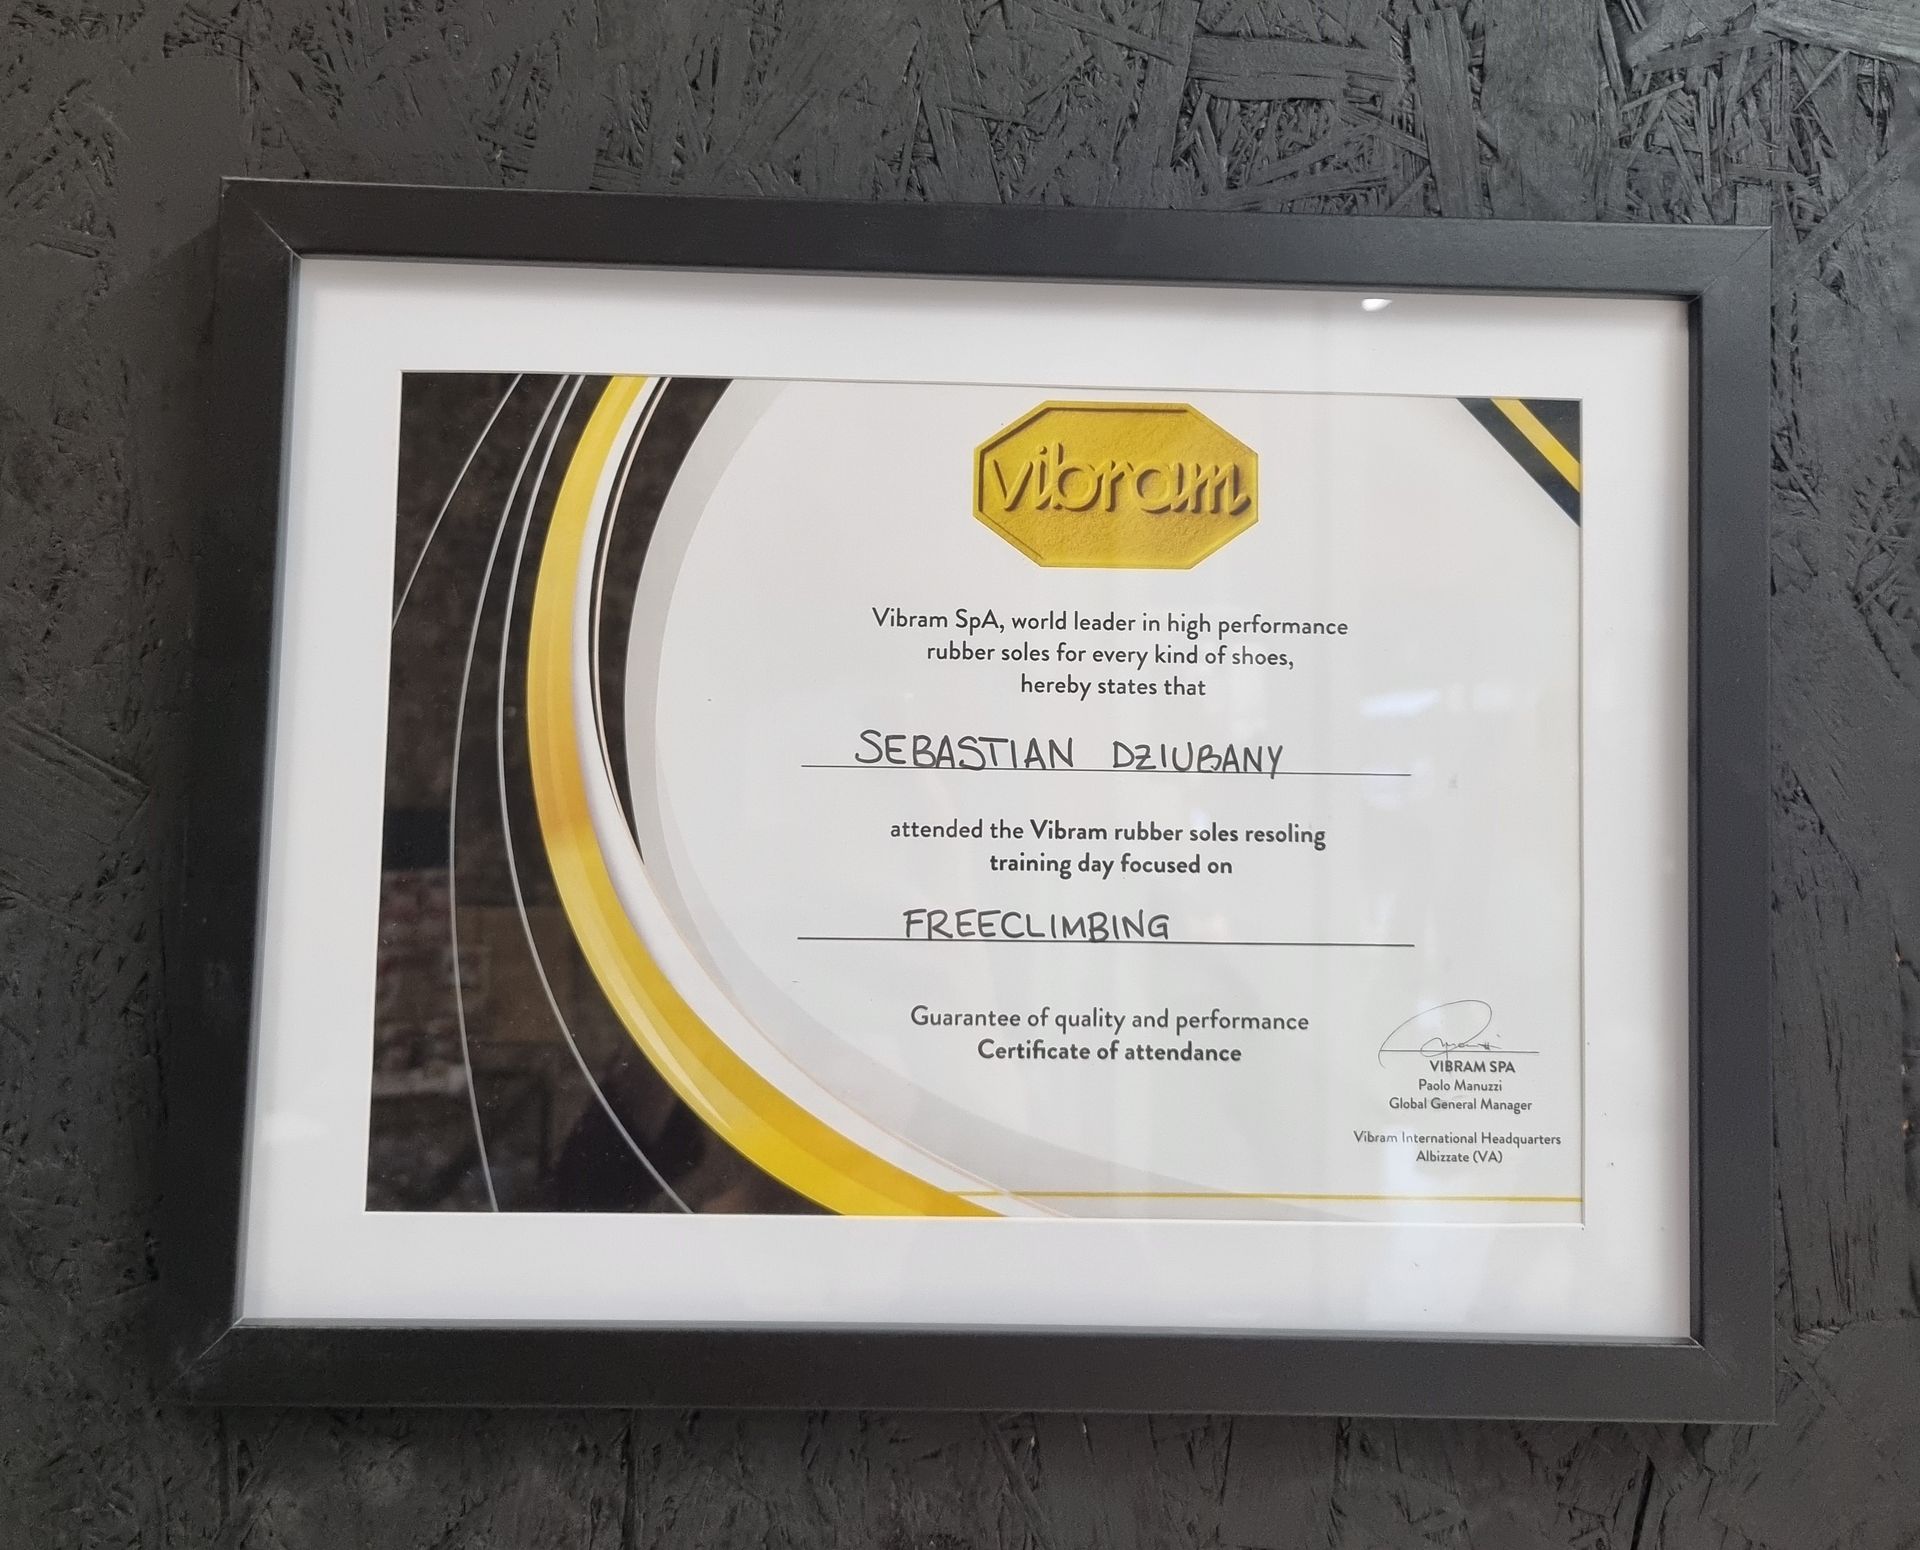 vibram
Vibram SpA, world leader in high performance
rubber soles for every kind of shoes,
hereby states that
SEBASTIAN DZIUBANY
attended the Vibram rubber soles resoling
training day focused on
FREECLIMBING
Guarantee of quality and performance
Certificate of attendance
VIBRAM SPA
Paolo Manuzzi
Global General Manager
Vibram International Headquarters
Albizzate (VA)